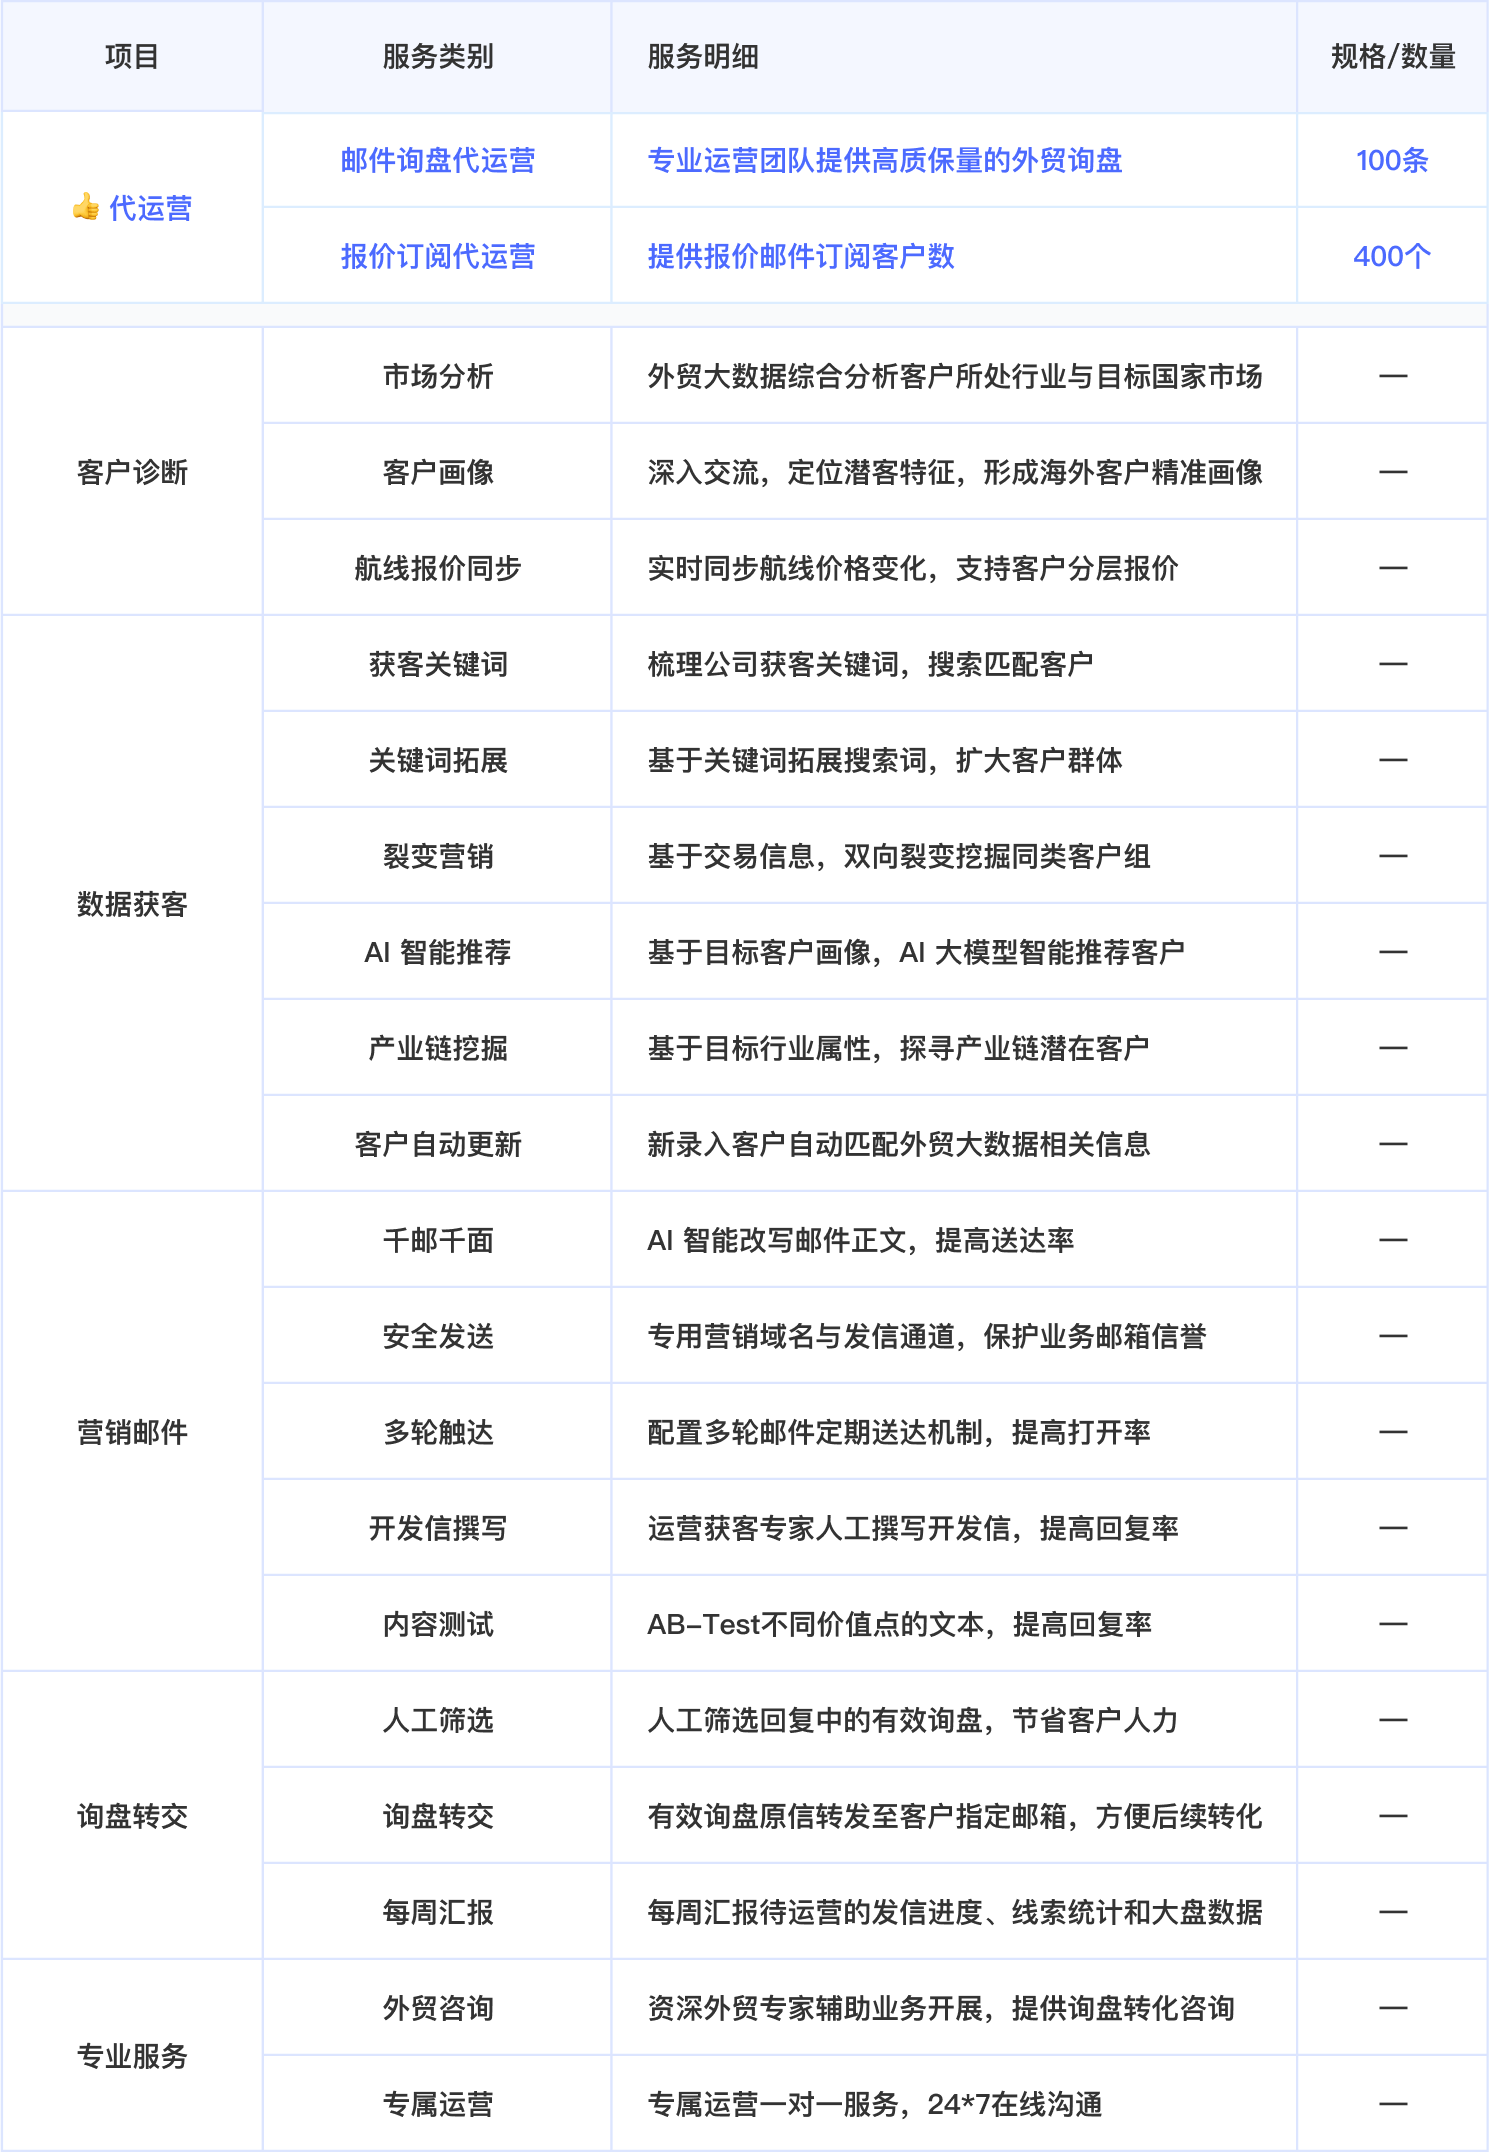 项目 服务类别 服务明细 规格/数量
邮件询盘代运营 专业运营团队提供高质保量的外贸询盘 100条
👍 代运营
报价订阅代运营 提供报价邮件订阅客户数 400个
市场分析 外贸大数据综合分析客户所处行业与目标国家市场 —
客户诊断 客户画像 深入交流，定位潜客特征，形成海外客户精准画像 —
航线报价同步 实时同步航线价格变化，支持客户分层报价 —
获客关键词 梳理公司获客关键词，搜索匹配客户 —
关键词拓展 基于关键词拓展搜索词，扩大客户群体 —
裂变营销 基于交易信息，双向裂变挖掘同类客户组 —
数据获客
AI 智能推荐 基于目标客户画像，AI 大模型智能推荐客户 —
产业链挖掘 基于目标行业属性，探寻产业链潜在客户 —
客户自动更新 新录入客户自动匹配外贸大数据相关信息 —
千邮千面 AI 智能改写邮件正文，提高送达率 —
安全发送 专用营销域名与发信通道，保护业务邮箱信誉 —
营销邮件 多轮触达 配置多轮邮件定期送达机制，提高打开率 —
开发信撰写 运营获客专家人工撰写开发信，提高回复率 —
内容测试 AB-Test不同价值点的文本，提高回复率 —
人工筛选 人工筛选回复中的有效询盘，节省客户人力 —
询盘转交 询盘转交 有效询盘原信转发至客户指定邮箱，方便后续转化 —
每周汇报 每周汇报待运营的发信进度、线索统计和大盘数据 —
外贸咨询 资深外贸专家辅助业务开展，提供询盘转化咨询 —
专业服务
专属运营 专属运营一对一服务，24*7在线沟通 —